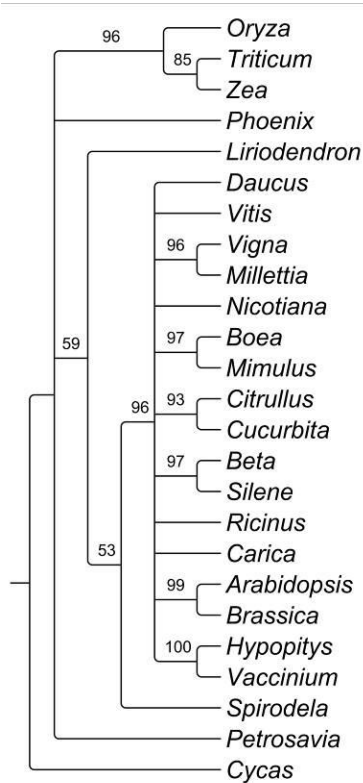 Oryza
96
85
Triticum
Zea
Phoenix
Liriodendron
Daucus
Vitis
96
Vigna
Millettia
Nicotiana
59
97
Boea
Mimulus
96
93
Citrullus
Cucurbita
97
Beta
Silene
Ricinus
53
Carica
99
Arabidopsis
Brassica
100
Hypopitys
Vaccinium
Spirodela
Petrosavia
Cycas